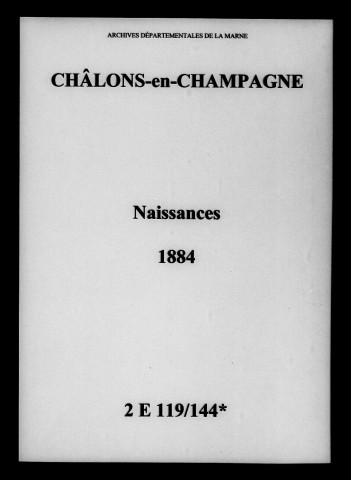 ARCHIVES DÉPARTEMENTALES DE LA MARNE
CHÂLONS-en-CHAMPAGNE
Naissances
1884
2 E 119/144*